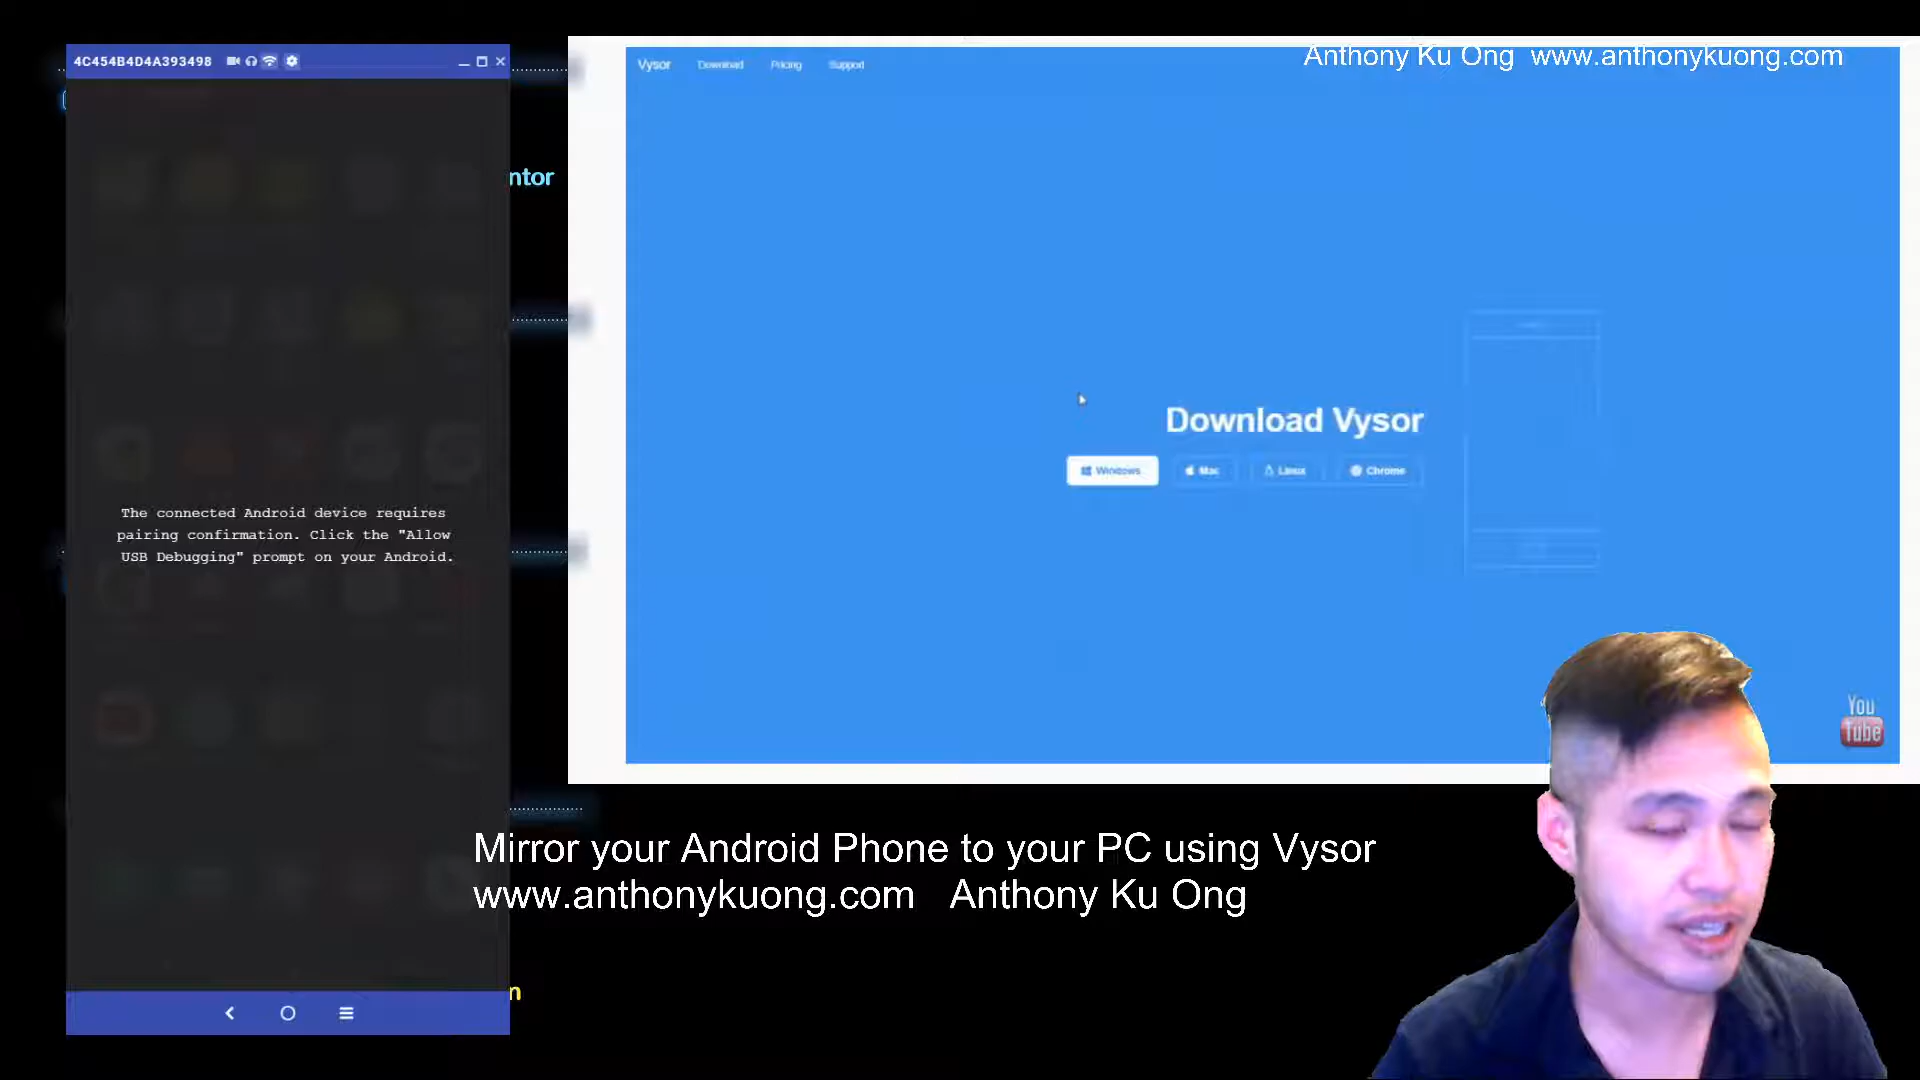 4C454B4D4A393498
Vysor Download Pricing Support
Anthony Ku Ong www.anthonykuong.com
ntor
Download Vysor
Windows Mac Linux Chrome
The connected Android device requires
pairing confirmation. Click the "Allow
USB Debugging" prompt on your Android.
You
Tube
Mirror your Android Phone to your PC using Vysor
www.anthonykuong.com Anthony Ku Ong
n